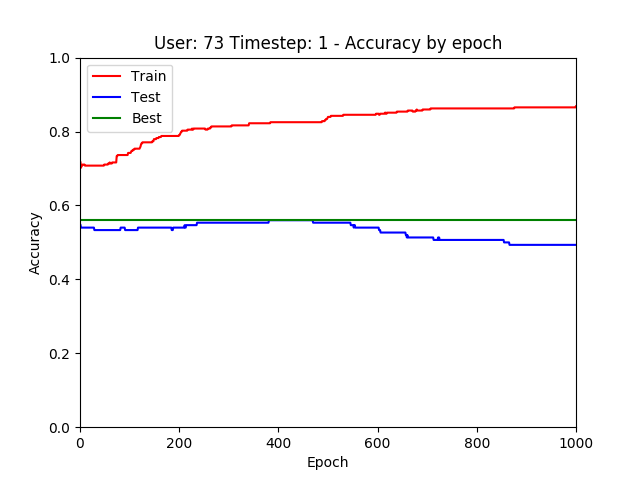 User: 73 Timestep: 1 - Accuracy by epoch
Train
Test
Best
1.0
0.8
0.6
0.4
0.2
0.0
Accuracy
0 200 400 600 800 1000
Epoch